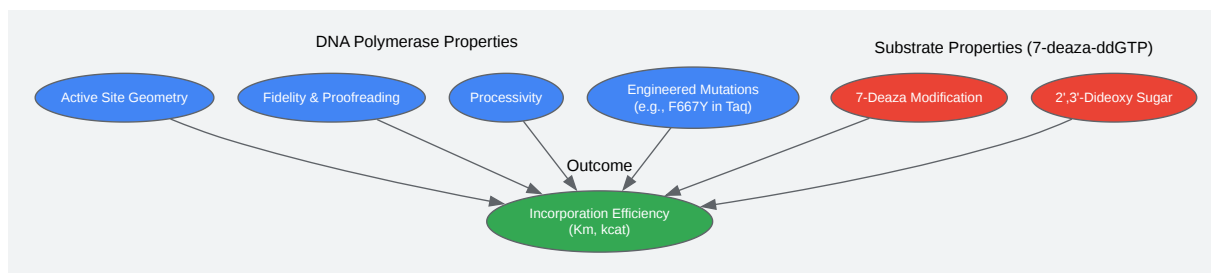 DNA Polymerase Properties
Substrate Properties (7-deaza-ddGTP)
Active Site Geometry
Fidelity & Proofreading
Processivity
Engineered Mutations
(e.g., F667Y in Taq)
7-Deaza Modification
2',3'-Dideoxy Sugar
Outcome
Incorporation Efficiency
(Km, kcat)